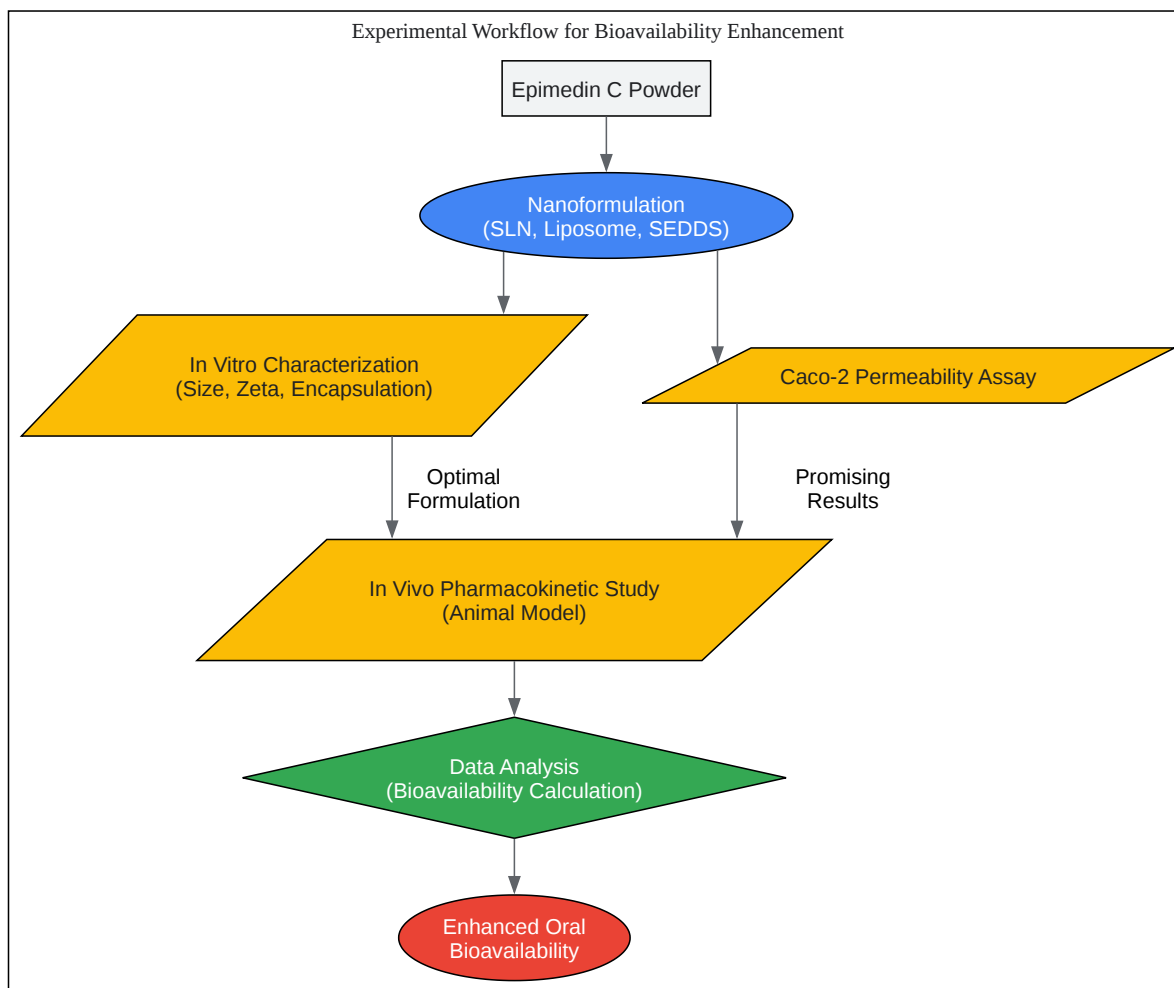 Experimental Workflow for Bioavailability Enhancement
Epimedin C Powder
Nanoformulation
(SLN, Liposome, SEDDS)
In Vitro Characterization
(Size, Zeta, Encapsulation)
Caco-2 Permeability Assay
Optimal
Formulation
Promising
Results
In Vivo Pharmacokinetic Study
(Animal Model)
Data Analysis
(Bioavailability Calculation)
Enhanced Oral
Bioavailability